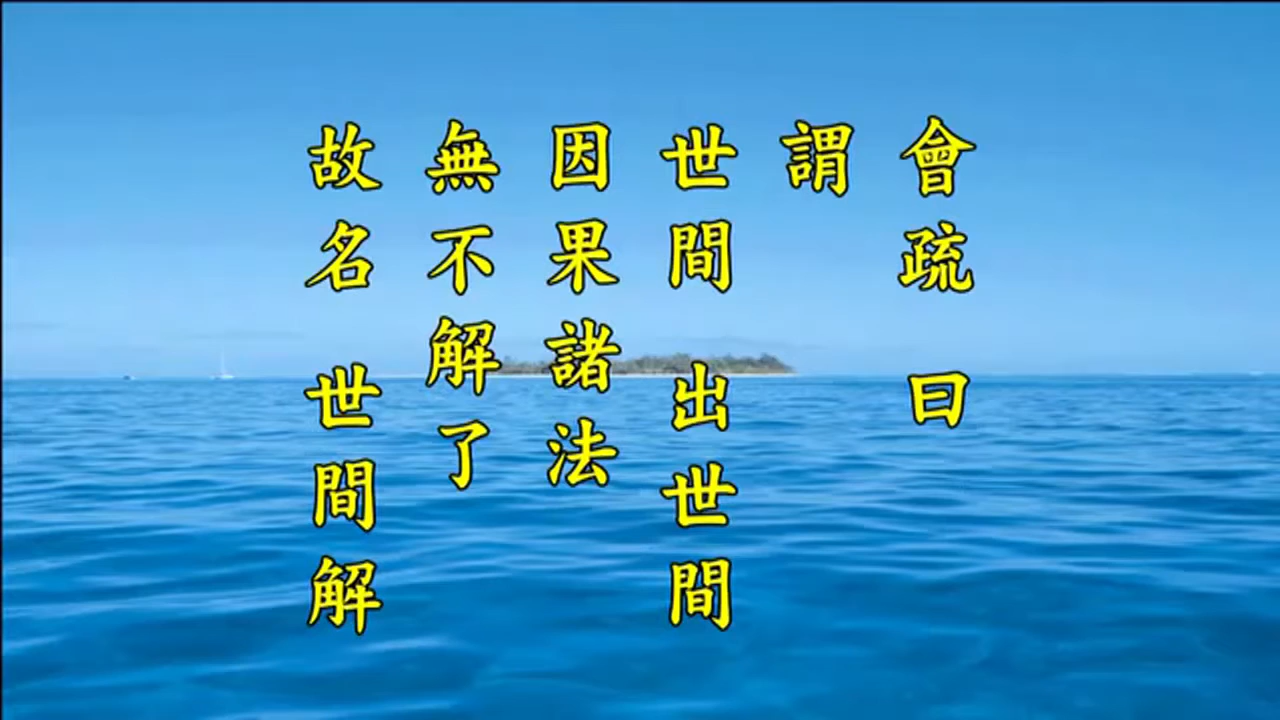 會疏 曰
謂
世間 出世間
因果諸法
無不解了
故名 世間解